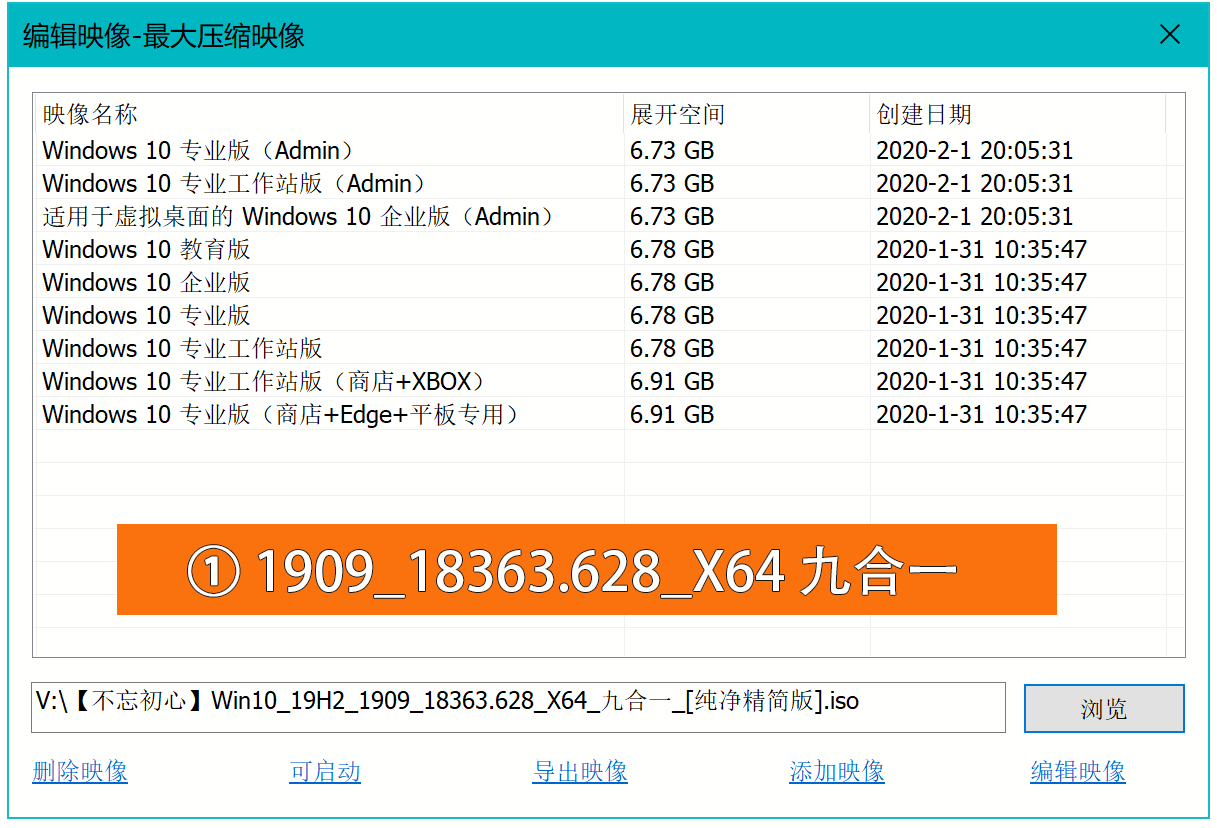 编辑映像-最大压缩映像
映像名称 展开空间 创建日期
Windows 10 专业版（Admin） 6.73 GB 2020-2-1 20:05:31
Windows 10 专业工作站版（Admin） 6.73 GB 2020-2-1 20:05:31
适用于虚拟桌面的 Windows 10 企业版（Admin） 6.73 GB 2020-2-1 20:05:31
Windows 10 教育版 6.78 GB 2020-1-31 10:35:47
Windows 10 企业版 6.78 GB 2020-1-31 10:35:47
Windows 10 专业版 6.78 GB 2020-1-31 10:35:47
Windows 10 专业工作站版 6.78 GB 2020-1-31 10:35:47
Windows 10 专业工作站版（商店+XBOX） 6.91 GB 2020-1-31 10:35:47
Windows 10 专业版（商店+Edge+平板专用） 6.91 GB 2020-1-31 10:35:47
① 1909_18363.628_X64 九合一
V:\【不忘初心】Win10_19H2_1909_18363.628_X64_九合一_[纯净精简版].iso 浏览
删除映像 可启动 导出映像 添加映像 编辑映像